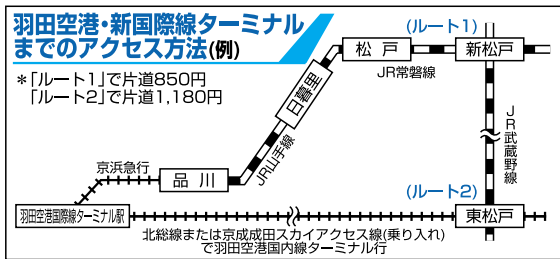 羽田空港・新国際線ターミナル
までのアクセス方法(例)
*「ルート1」で片道850円
「ルート2」で片道1,180円
(ルート1)
松戸
新松戸
JR常磐線
日暮里
JR山手線
JR武蔵野線
京浜急行
品川
(ルート2)
羽田空港国際線ターミナル駅
東松戸
北総線または京成成田スカイアクセス線(乗り入れ)
で羽田空港国内線ターミナル行